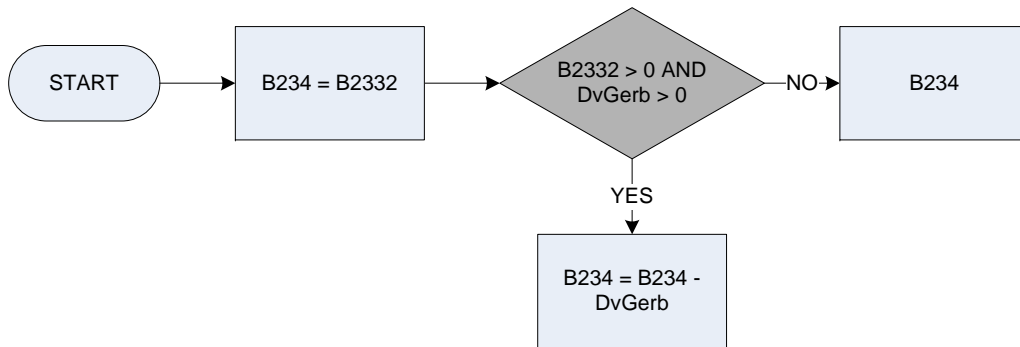 START
B234 = B2332
B2332 > 0 AND
DvGerb > 0
NO
B234
YES
B234 = B234 -
DvGerb